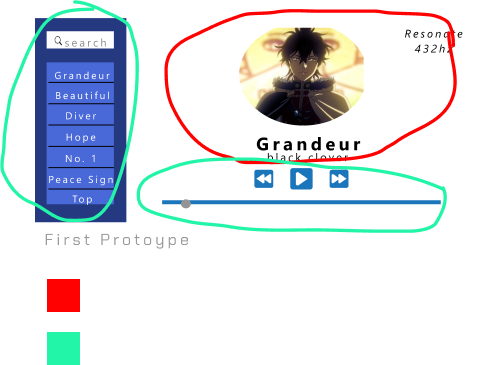 search
Grandeur
Beautiful
Diver
Hope
No. 1
Peace Sign
Top
Resonate
432hz
Grandeur
black clover
First Protoype